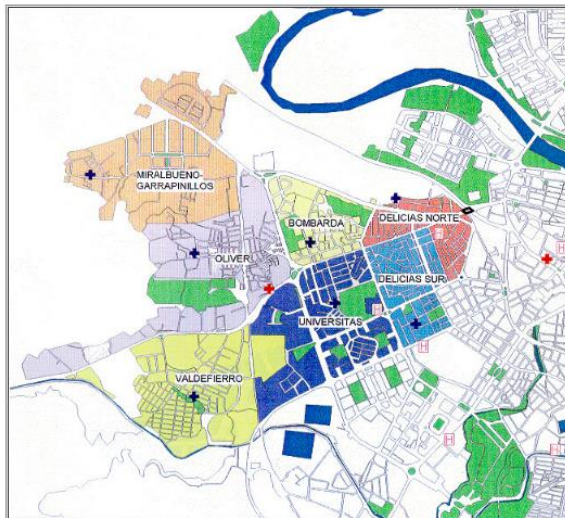 MIRALBUENO-
GARRAPINILLOS
BOMBARDA
DELICIAS NORTE
H
H
OLIVER
DELICIAS SUR
UNIVERSITAS
H
H
VALDEFIERRO
H
H
H